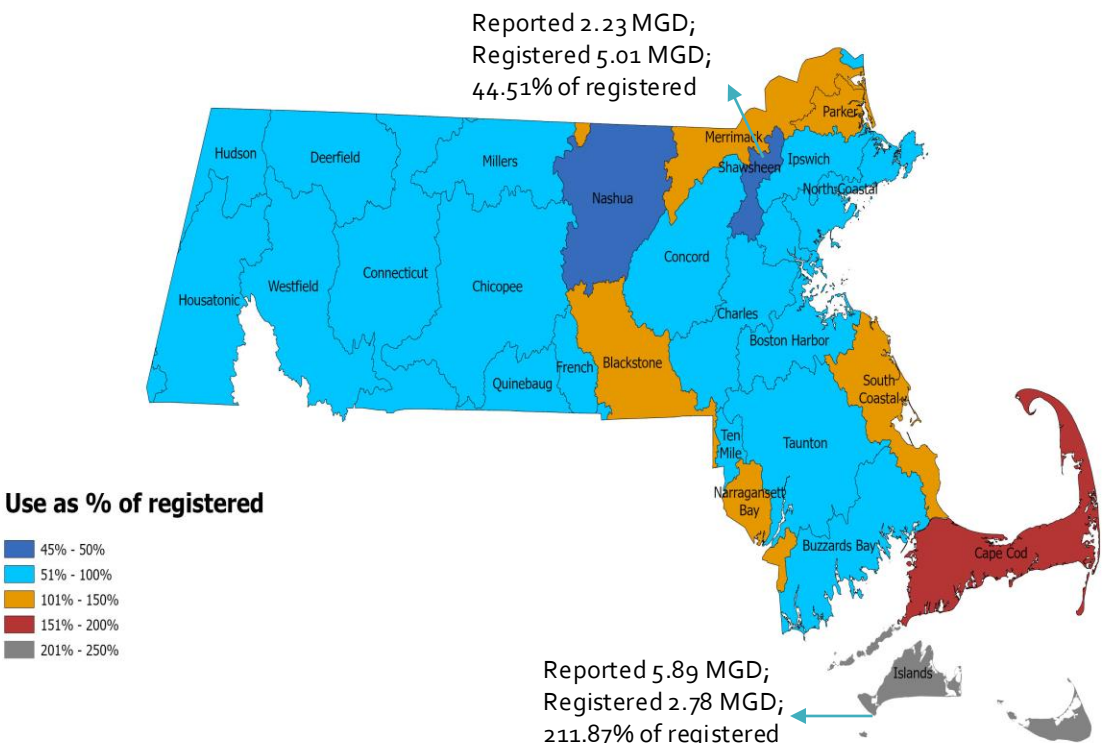 Reported 2.23 MGD;
Registered 5.01 MGD;
44.51% of registered
Parker
Merrimack
Hudson
Deerfield
Millers
Shawsheen
Ipswich
North Coastal
Nashua
Concord
Connecticut
Housatonic
Westfield
Chicopee
Charles
Boston Harbor
Blackstone
French
Quinebaug
South
Coastal
Ten
Mile
Taunton
Narragansett
Bay
Buzzards Bay
Cape Cod
Use as % of registered
45% - 50%
51% - 100%
101% - 150%
151% - 200%
201% - 250%
Islands
Reported 5.89 MGD;
Registered 2.78 MGD;
211.87% of registered